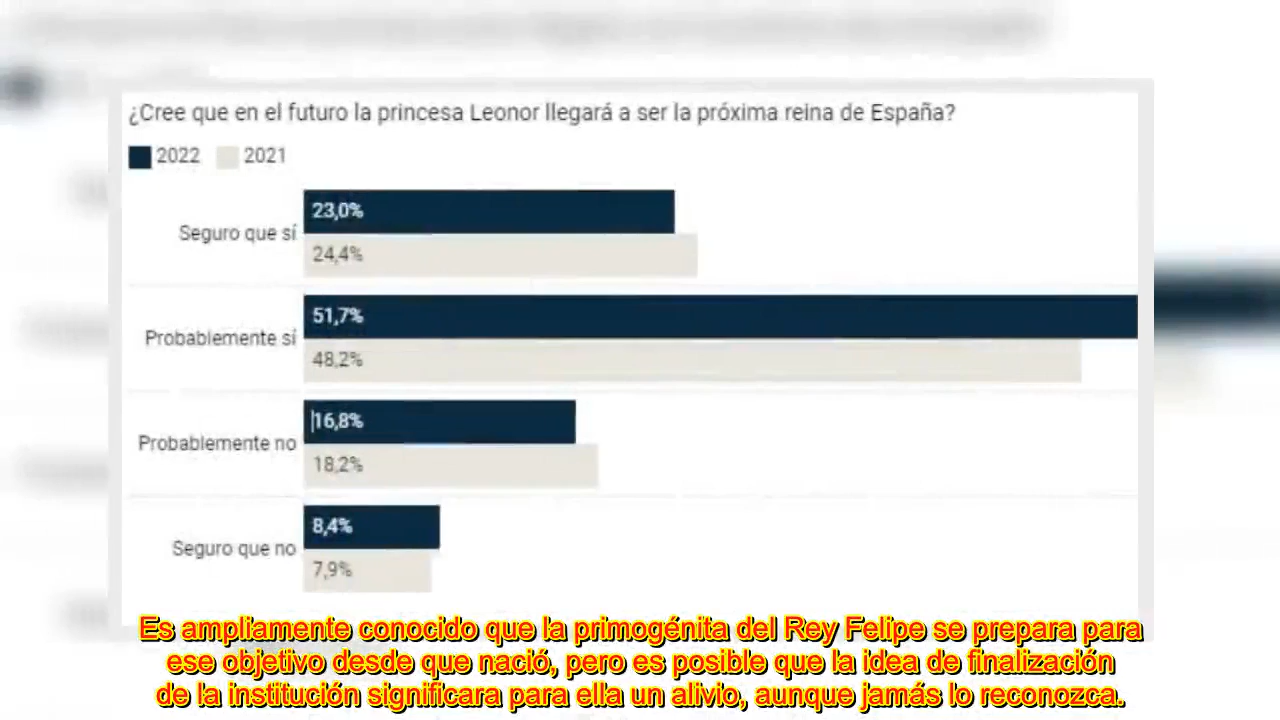 ¿Cree que en el futuro la princesa Leonor llegará a ser la próxima reina de España?
2022 2021
Seguro que sí
23,0%
24,4%
Probablemente sí
51,7%
48,2%
Probablemente no
16,8%
18,2%
Seguro que no
8,4%
7,9%
Es ampliamente conocido que la primogénita del Rey Felipe se prepara para
ese objetivo desde que nació, pero es posible que la idea de finalización
de la institución significara para ella un alivio, aunque jamás lo reconozca.